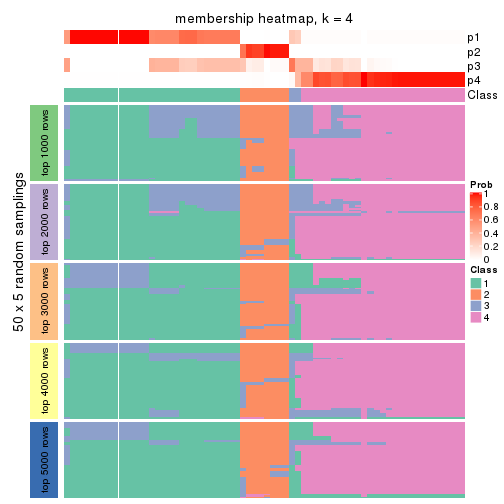 membership heatmap, k = 4
p1
p2
p3
p4
Class
50 x 5 random samplings
top 1000 rows
top 2000 rows
top 3000 rows
top 4000 rows
top 5000 rows
Prob
1
0.8
0.6
0.4
0.2
0
Class
1
2
3
4